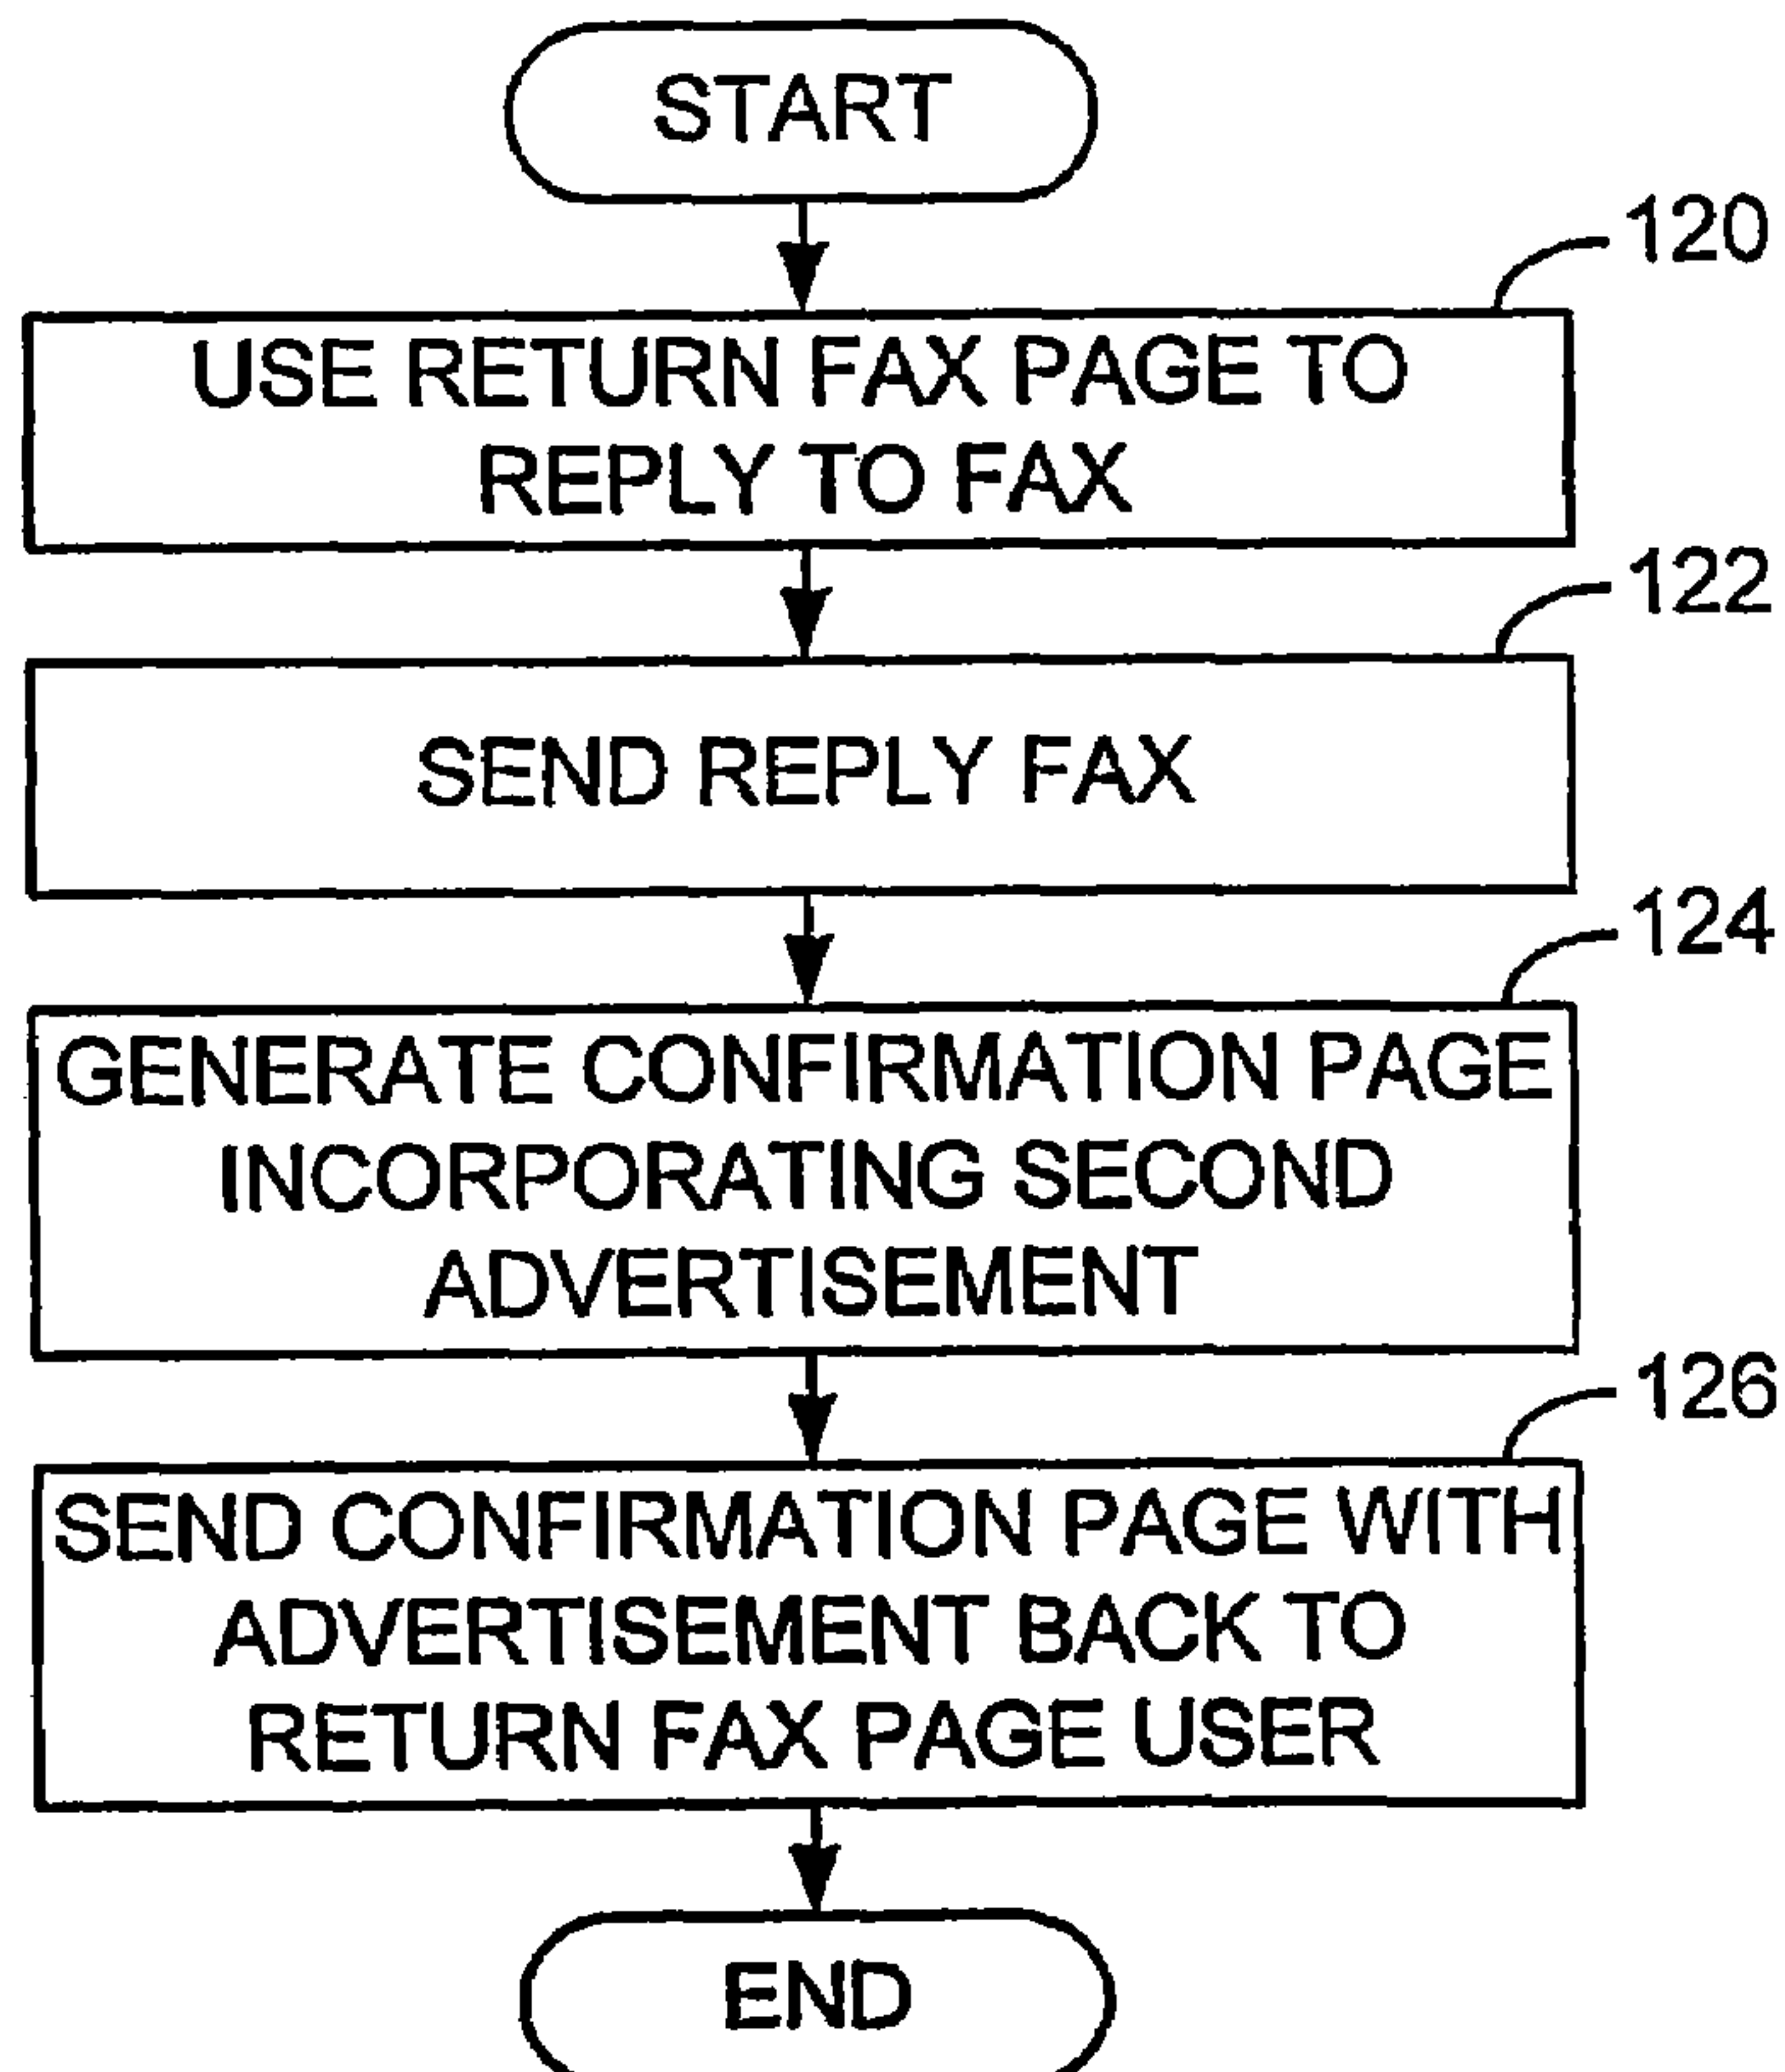 START
120
USE RETURN FAX PAGE TO
REPLY TO FAX
122
SEND REPLY FAX
124
GENERATE CONFIRMATION PAGE
INCORPORATING SECOND
ADVERTISEMENT
126
SEND CONFIRMATION PAGE WITH
ADVERTISEMENT BACK TO
RETURN FAX PAGE USER
END